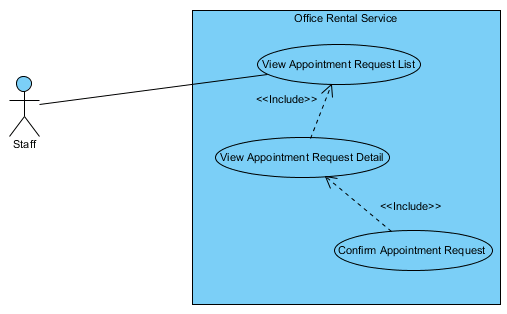 Office Rental Service
View Appointment Request List
<<Include>>
Staff
View Appointment Request Detail
<<Include>>
Confirm Appointment Request